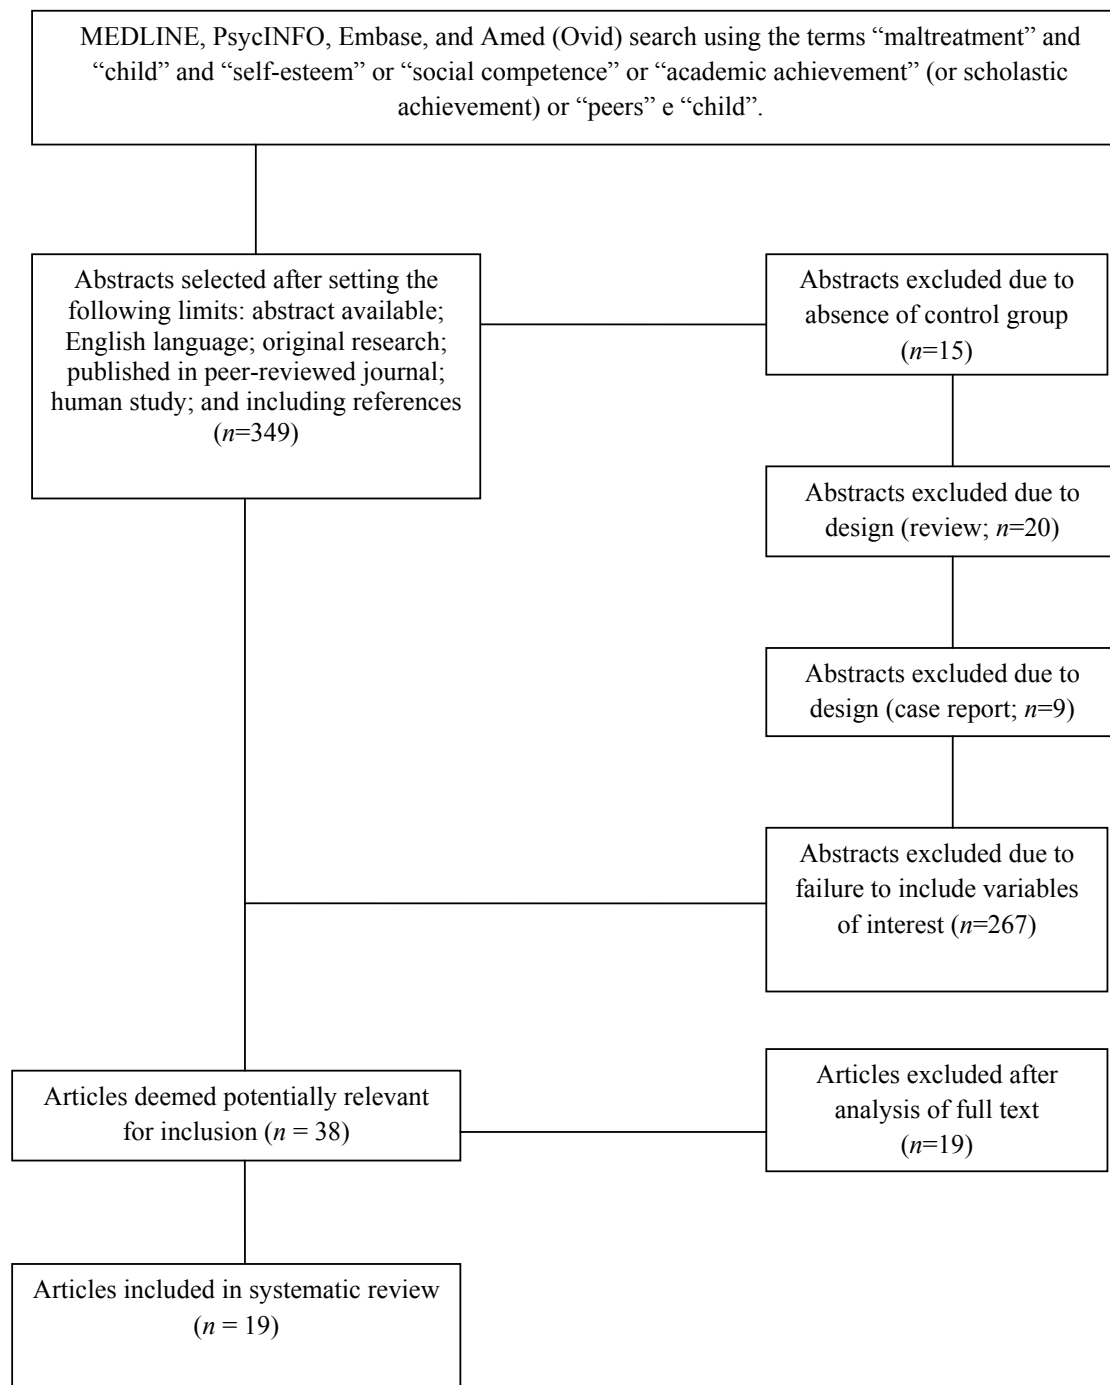 MEDLINE, PsycINFO, Embase, and Amed (Ovid) search using the terms “maltreatment” and
“child” and “self-esteem” or “social competence” or “academic achievement” (or scholastic
achievement) or “peers” e “child”.
Abstracts selected after setting the
following limits: abstract available;
English language; original research;
published in peer-reviewed journal;
human study; and including references
(n=349)
Abstracts excluded due to
absence of control group
(n=15)
Abstracts excluded due to
design (review; n=20)
Abstracts excluded due to
design (case report; n=9)
Abstracts excluded due to
failure to include variables
of interest (n=267)
Articles deemed potentially relevant
for inclusion (n = 38)
Articles excluded after
analysis of full text
(n=19)
Articles included in systematic review
(n = 19)